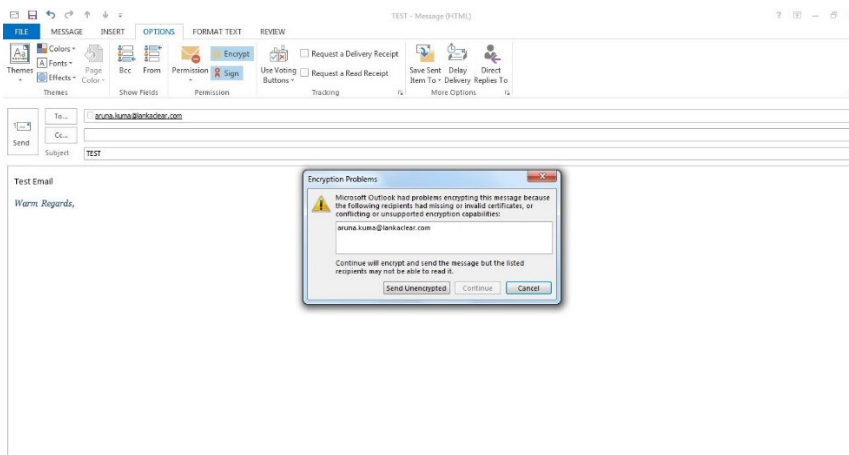 TEST - Message (HTML)
FILE MESSAGE INSERT OPTIONS FORMAT TEXT REVIEW
Themes
Colors
Fonts
Effects
Page Color
Themes
Bcc From
Show Fields
Permission
Encrypt
Sign
Permission
Use Voting Buttons
Request a Delivery Receipt
Request a Read Receipt
Tracking
Save Sent Item To
Delay Delivery
Direct Replies To
More Options
Send
To... aruna.kuma@lankaclear.com
Cc...
Subject TEST
Test Email
Warm Regards,
Encryption Problems
Microsoft Outlook had problems encrypting this message because
the following recipients had missing or invalid certificates, or
conflicting or unsupported encryption capabilities:
aruna.kuma@lankaclear.com
Continue will encrypt and send the message but the listed
recipients may not be able to read it.
Send Unencrypted Continue Cancel